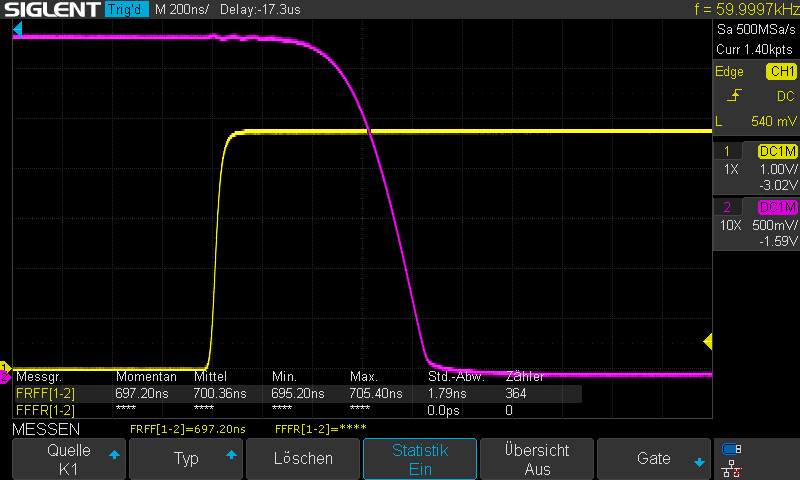 SIGLENT Trig'd M 200ns/ Delay:-17.3us f = 59.9997kHz
Sa 500MSa/s
Curr 1.40kpts
Edge CH1
DC
L 540 mV
1 DC1M
1X 1.00V/
-3.02V
2 DC1M
10X 500mV/
-1.59V
1
2
Messgr. Momentan Mittel Min. Max. Std.-Abw. Zähler
FRFF[1-2] 697.20ns 700.36ns 695.20ns 705.40ns 1.79ns 364
FFFR[1-2] **** **** **** **** 0.0ps 0
MESSEN FRFF[1-2]=697.20ns FFFR[1-2]=****
Quelle
K1
Typ
Löschen
Statistik
Ein
Übersicht
Aus
Gate